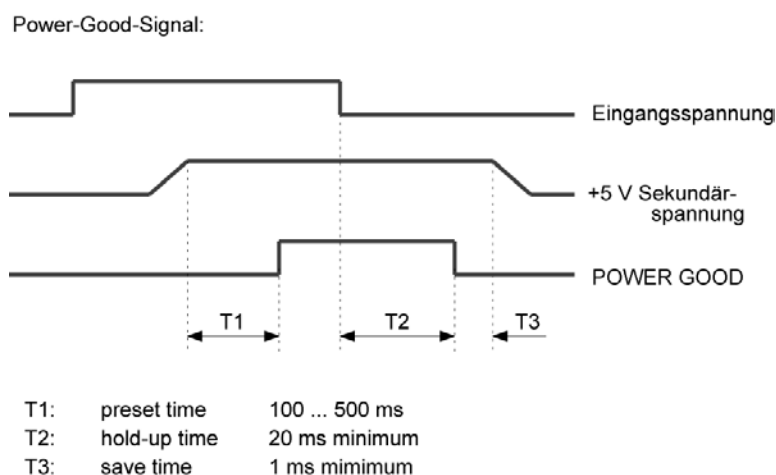 Power-Good-Signal:
Eingangsspannung
+5 V Sekundär-
spannung
POWER GOOD
T1
T2
T3
T1: preset time 100 ... 500 ms
T2: hold-up time 20 ms minimum
T3: save time 1 ms mimimum